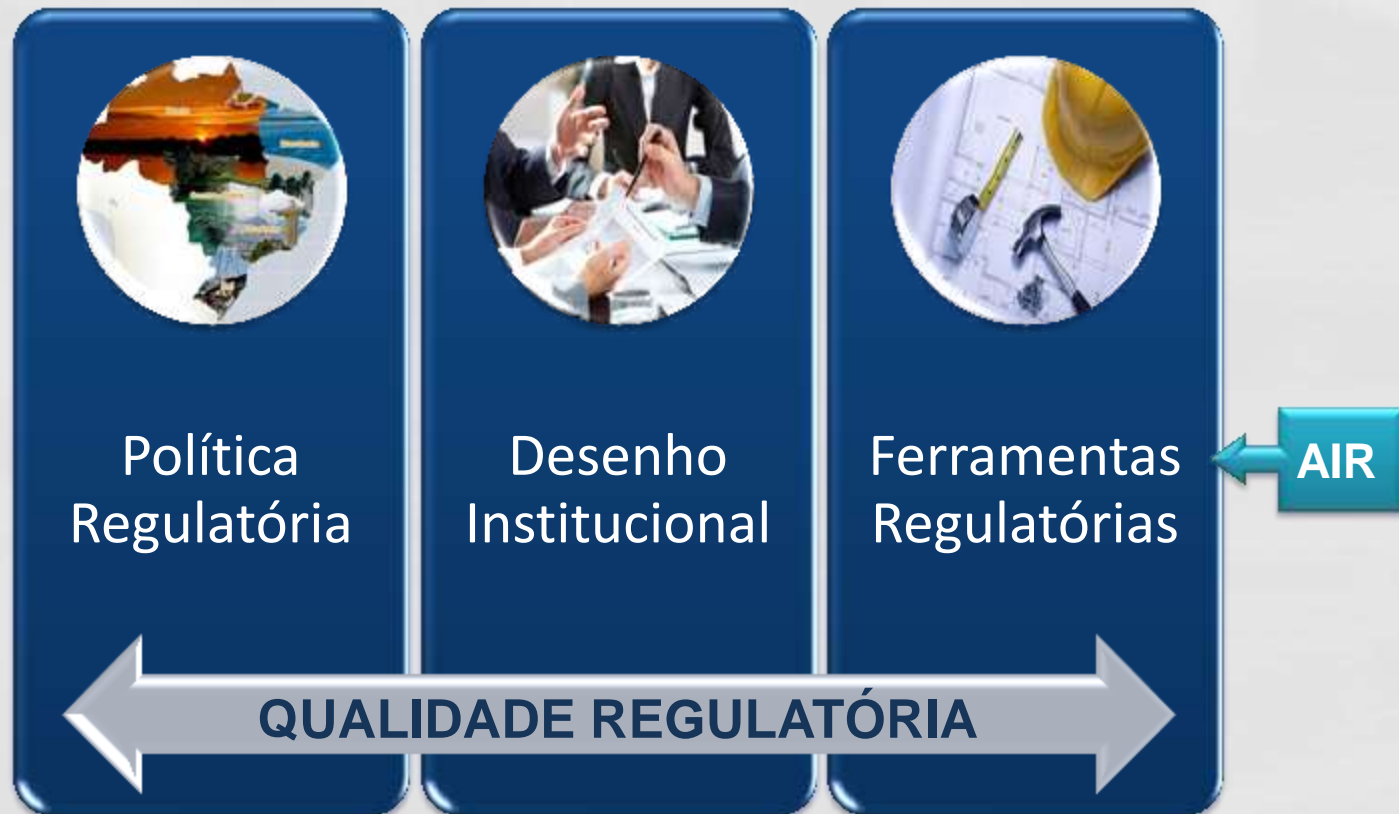 Política
Regulatória
Desenho
Institucional
Ferramentas
Regulatórias
AIR
QUALIDADE REGULATÓRIA